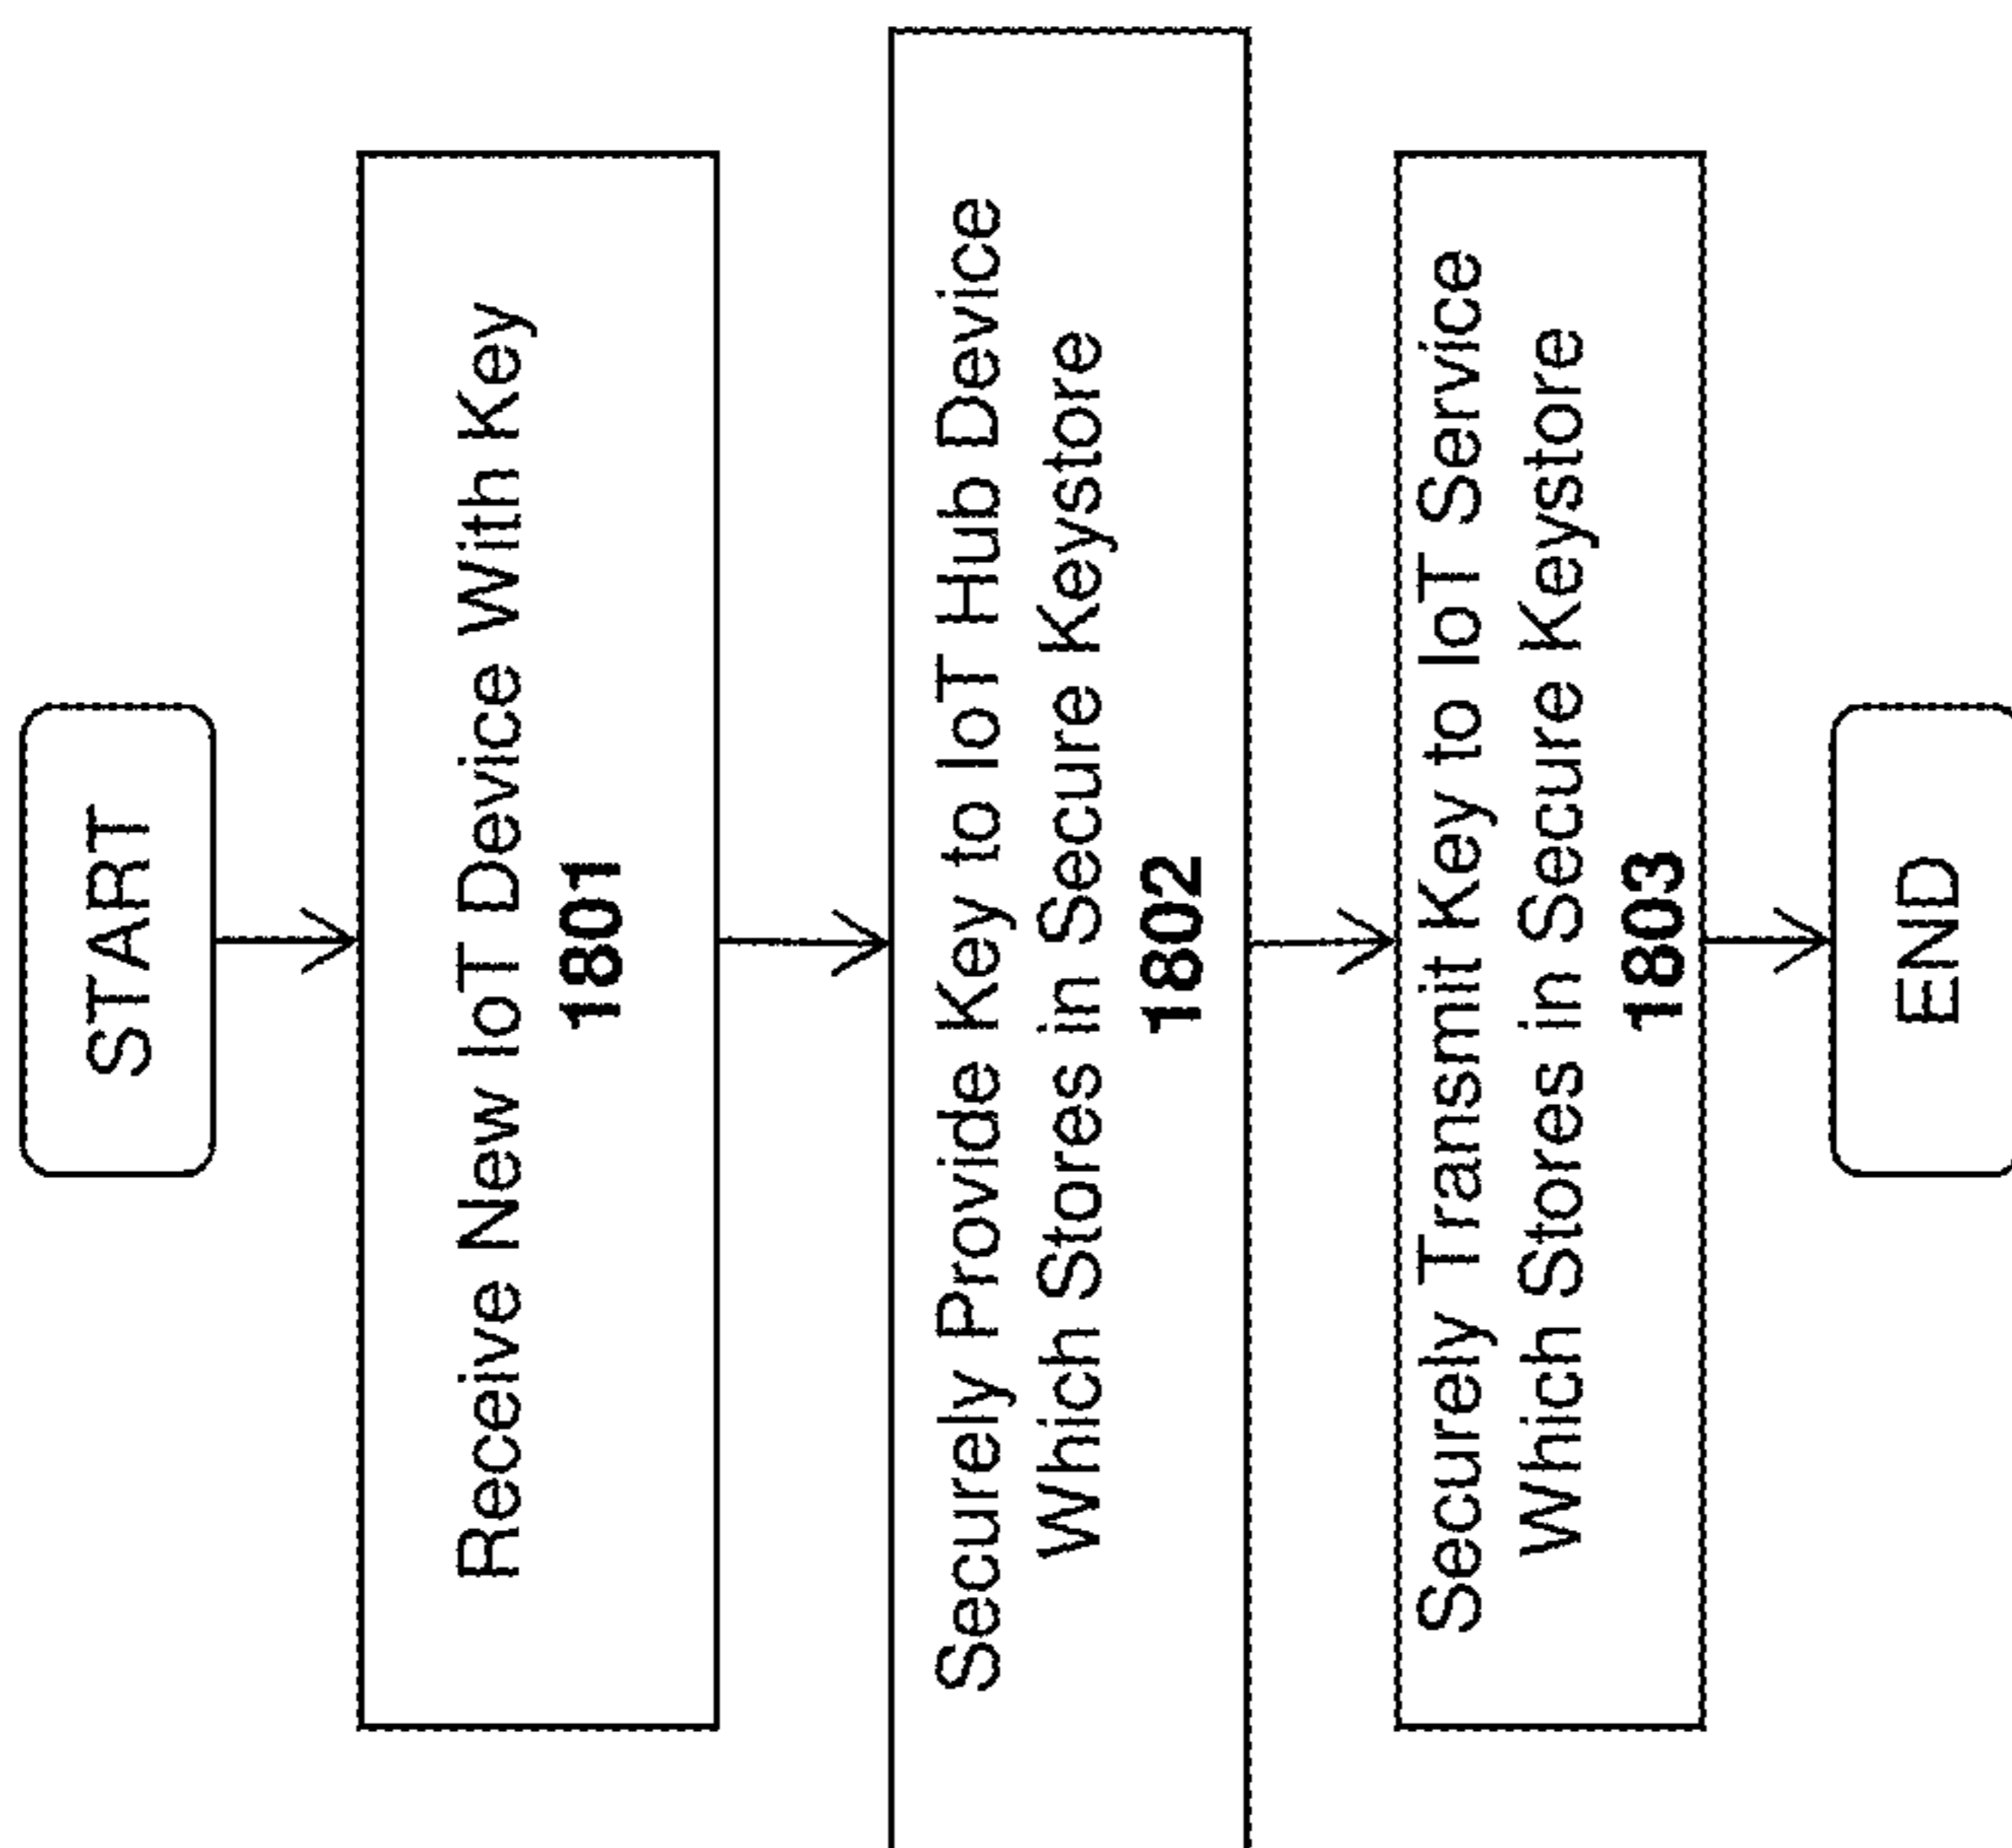 START
Receive New IoT Device With Key
1801
Securely Provide Key to IoT Hub Device
Which Stores in Secure Keystore
1802
Securely Transmit Key to IoT Service
Which Stores in Secure Keystore
1803
END